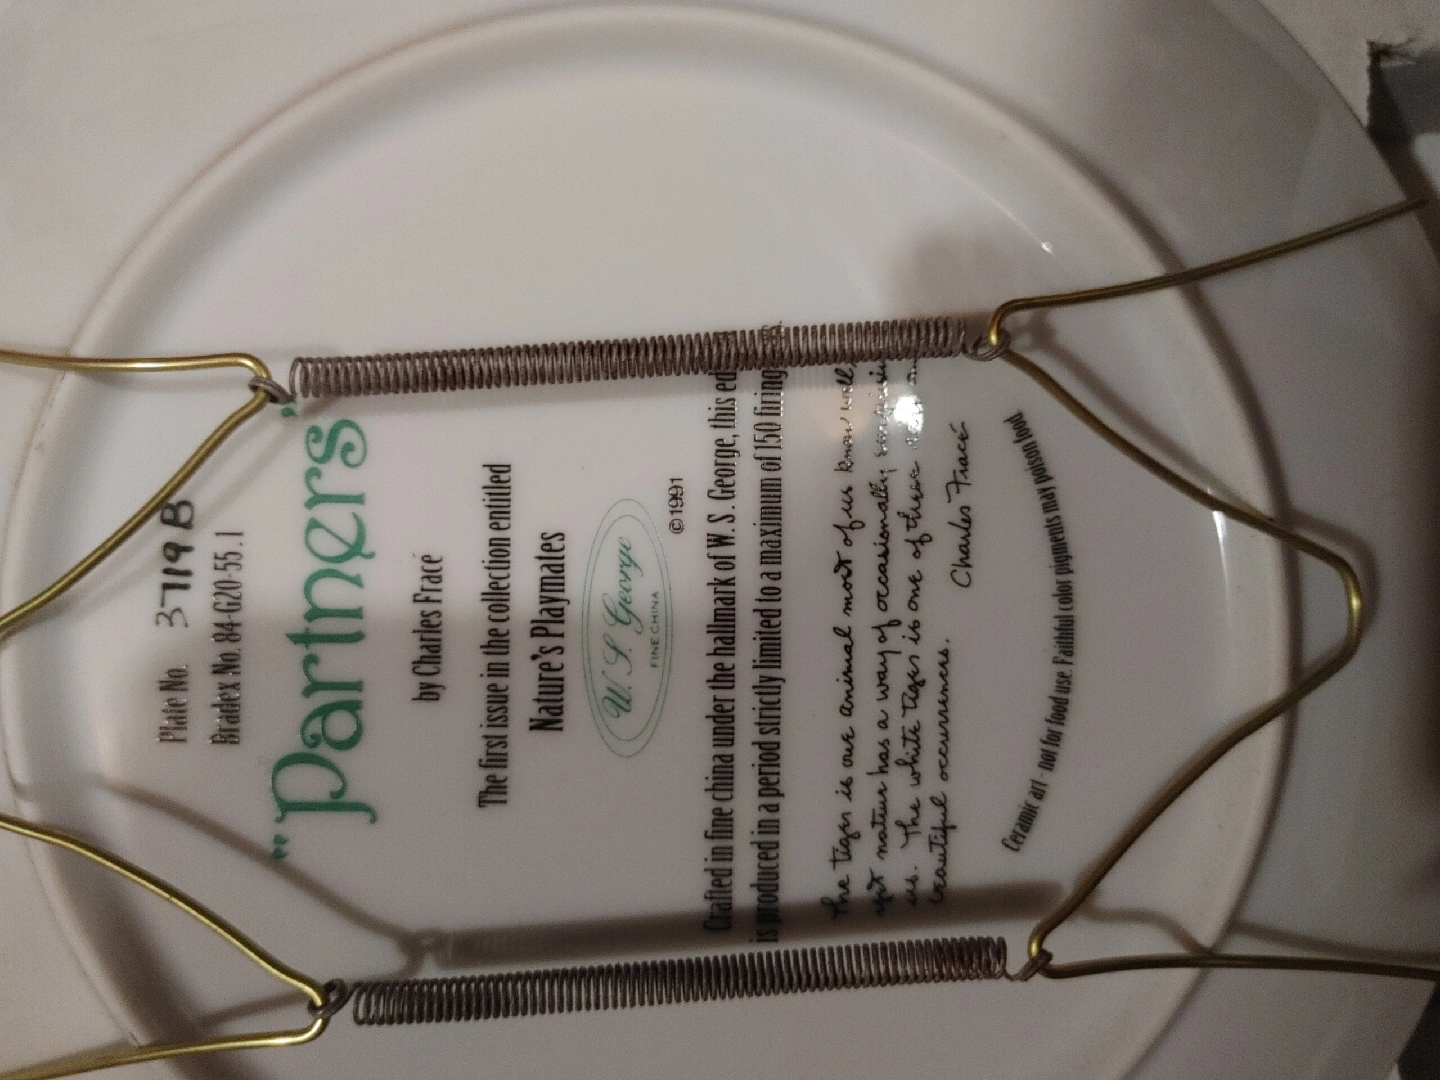 Plate No. 3719B
Bradex No. 84-G20-55.1
"Partners"
by Charles Fracé
The first issue in the collection entitled
Nature's Playmates
W. S. George
FINE CHINA
©1991
Crafted in fine china under the hallmark of W. S. George, this
is produced in a period strictly limited to a maximum of 150 firing
The tiger is one animal most of us know well,
yet nature has a way of occasionally
us. The white tiger is one of these
beautiful occurrences.
Charles Fracé
Ceramic art - not for food use. Faithful color pigments may poison food